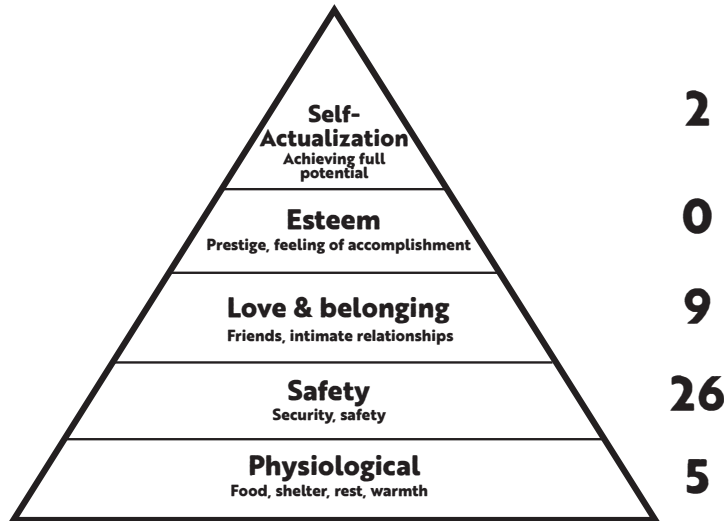 Self-
Actualization
Achieving full
potential
2
Esteem
Prestige, feeling of accomplishment
0
Love & belonging
Friends, intimate relationships
9
Safety
Security, safety
26
Physiological
Food, shelter, rest, warmth
5